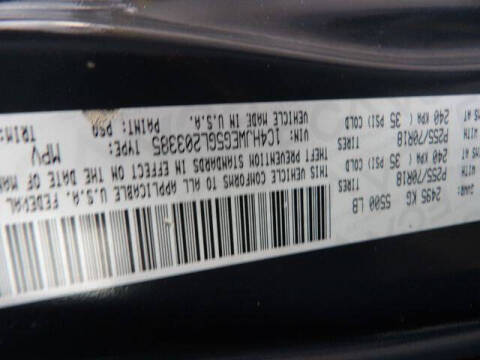 5500 LB
2495 KG
TIRES
P255/70R18
240 KPA( 35 PSI) COLD
TIRES
P255/70R18
240 KPA( 35 PSI) COLD
THIS VEHICLE CONFORMS TO ALL APPLICABLE U.S.A. FEDERAL
THEFT PREVENTION STANDARDS IN EFFECT ON THE DATE OF MA
VIN: 1C4HJWEG5GL203385 TYPE: MPV
VEHICLE MADE IN U.S.A. PAINT: TRIM: